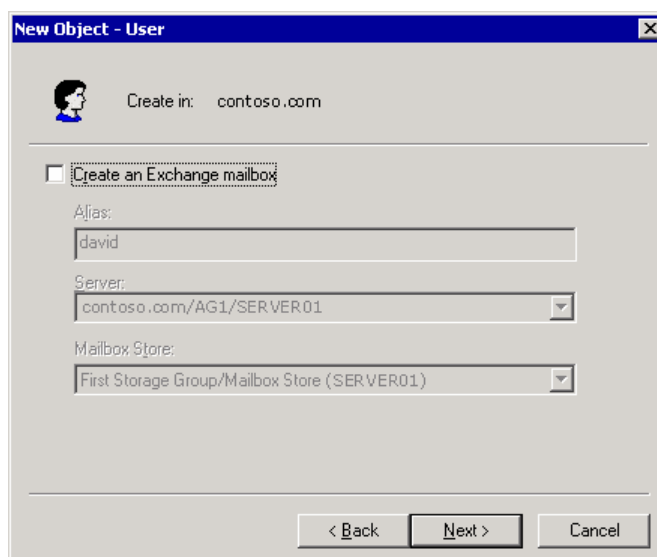 New Object - User
Create in: contoso.com
Create an Exchange mailbox
Alias:
david
Server:
contoso.com/AG1/SERVER01
Mailbox Store:
First Storage Group/Mailbox Store (SERVER01)
< Back Next > Cancel